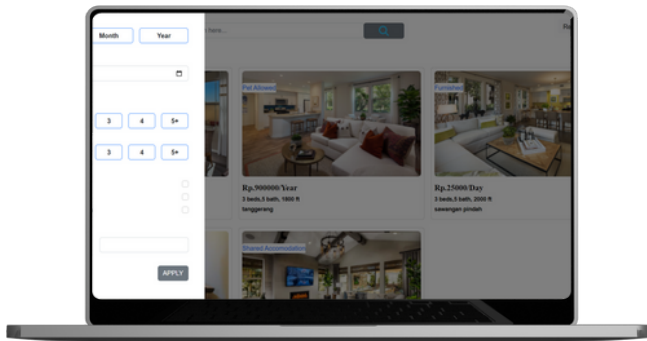 Month Year
here...
3 4 5+
3 4 5+
APPLY
Pet Allowed
Rp.900000/Year
3 beds,5 bath, 1900 ft
tanggerang
Furnished
Rp.25000/Day
3 beds,5 bath, 2000 ft
sawangan pindah
Shared Accomodation